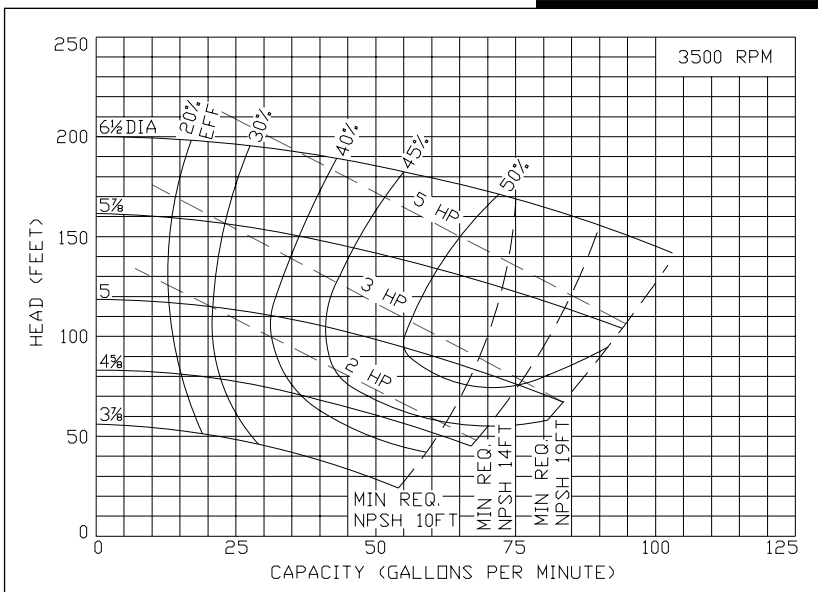 250
3500 RPM
200
6½ DIA
20% EFF
30%
40%
45%
50%
5 HP
5⅞
150
3 HP
5
100
4⅝
2 HP
3⅞
50
0
MIN REQ.
NPSH 10FT
MIN REQ.
NPSH 14FT
MIN REQ.
NPSH 19FT
HEAD (FEET)
0 25 50 75 100 125
CAPACITY (GALLONS PER MINUTE)